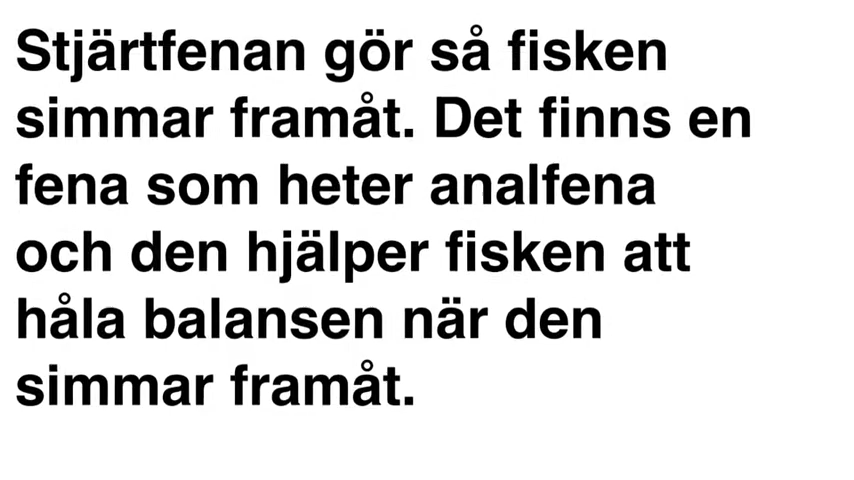 Stjärtfenan gör så fisken
simmar framåt. Det finns en
fena som heter analfena
och den hjälper fisken att
håla balansen när den
simmar framåt.